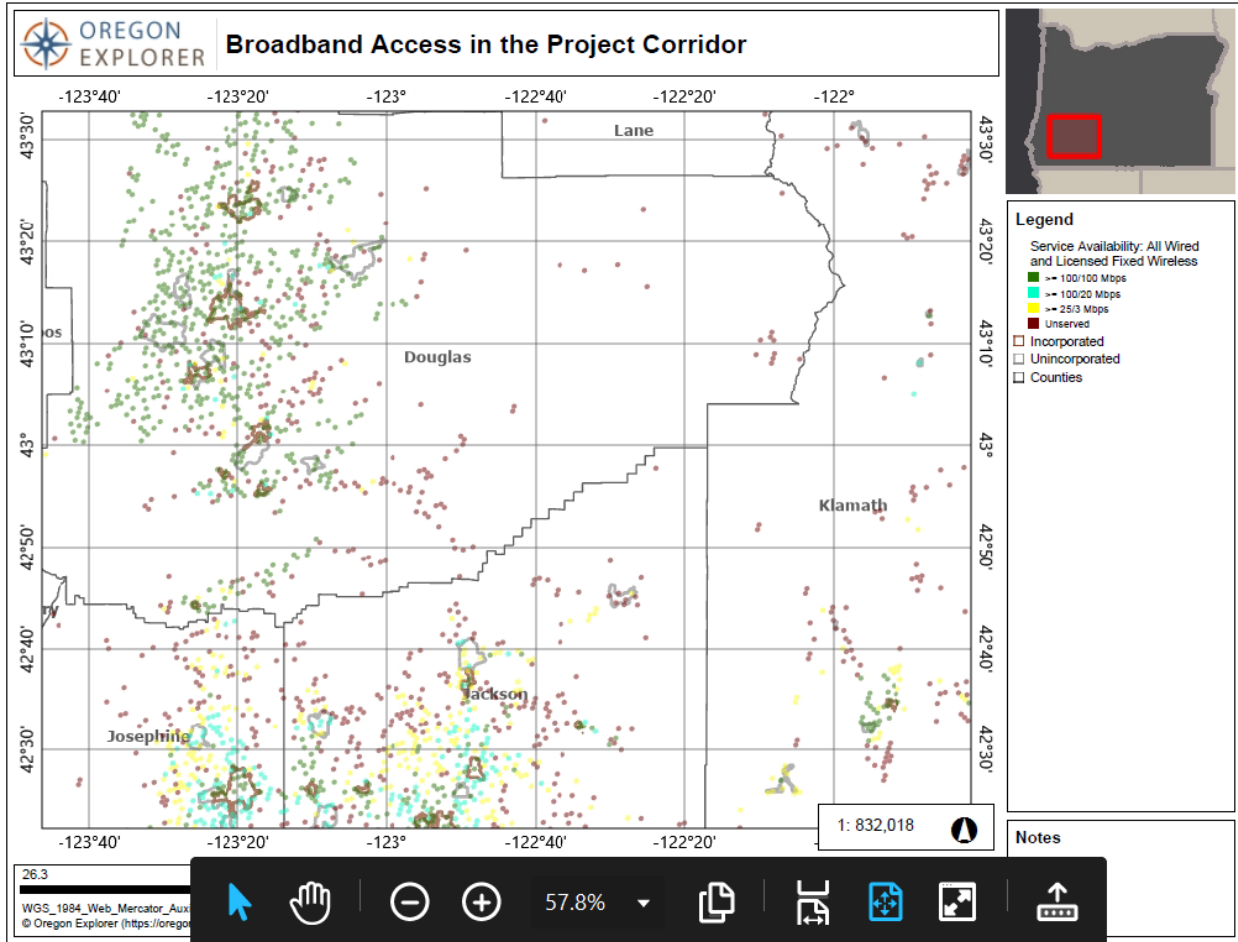 OREGON
EXPLORER
Broadband Access in the Project Corridor
-123°40' -123°20' -123° -122°40' -122°20' -122°
43°30' 43°30'
Lane
43°20' 43°20'
43°10' 43°10'
Douglas
43° 43°
Klamath
42°50' 42°50'
42°40' 42°40'
Jackson
Josephine
42°30' 42°30'
-123°40' -123°20' -123° -122°40' -122°20'
1: 832,018
Legend
Service Availability: All Wired
and Licensed Fixed Wireless
>= 100/100 Mbps
>= 100/20 Mbps
>= 25/3 Mbps
Unserved
Incorporated
Unincorporated
Counties
Notes
26.3
WGS_1984_Web_Mercator_Auxi
© Oregon Explorer (https://oregor
57.8%